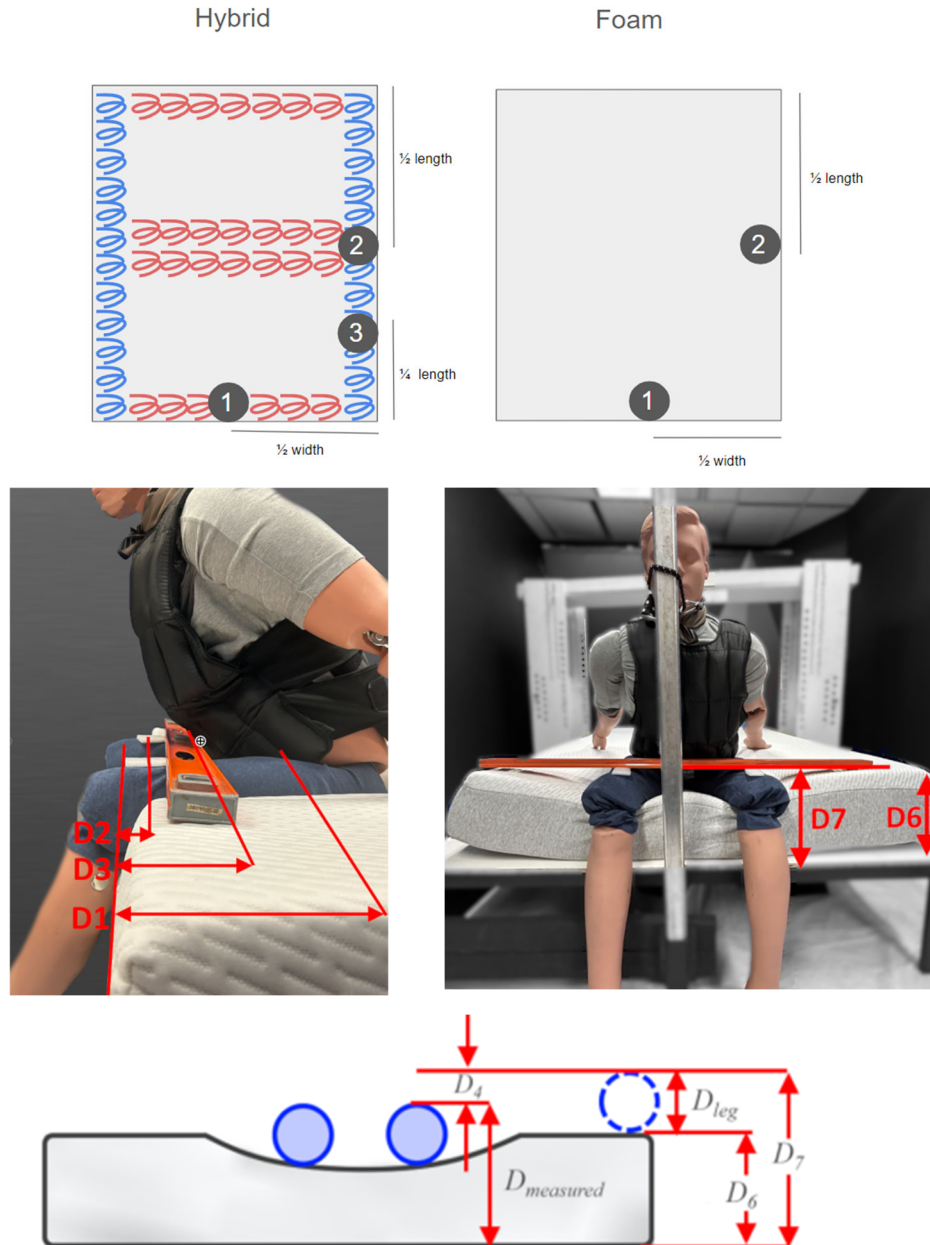 Hybrid
Foam
½ length
2
3
¼ length
1
½ width
½ length
2
1
½ width
D2
D3
D1
D7
D6
D4
Dleg
D7
Dmeasured
D6